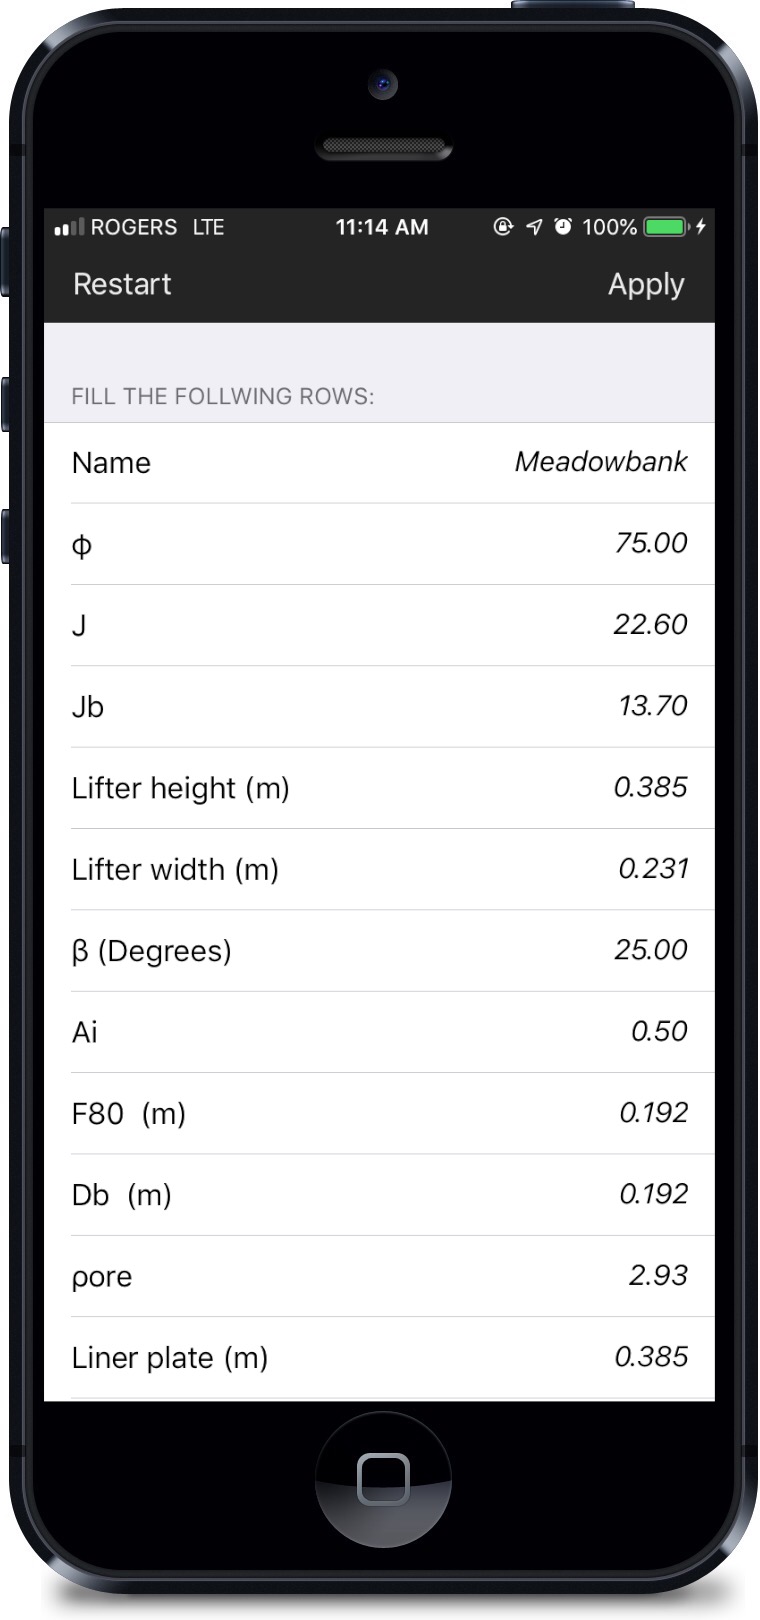 ROGERS LTE 11:14 AM 100%
Restart Apply
FILL THE FOLLWING ROWS:
Name Meadowbank
ф 75.00
J 22.60
Jb 13.70
Lifter height (m) 0.385
Lifter width (m) 0.231
β (Degrees) 25.00
Ai 0.50
F80 (m) 0.192
Db (m) 0.192
ρore 2.93
Liner plate (m) 0.385